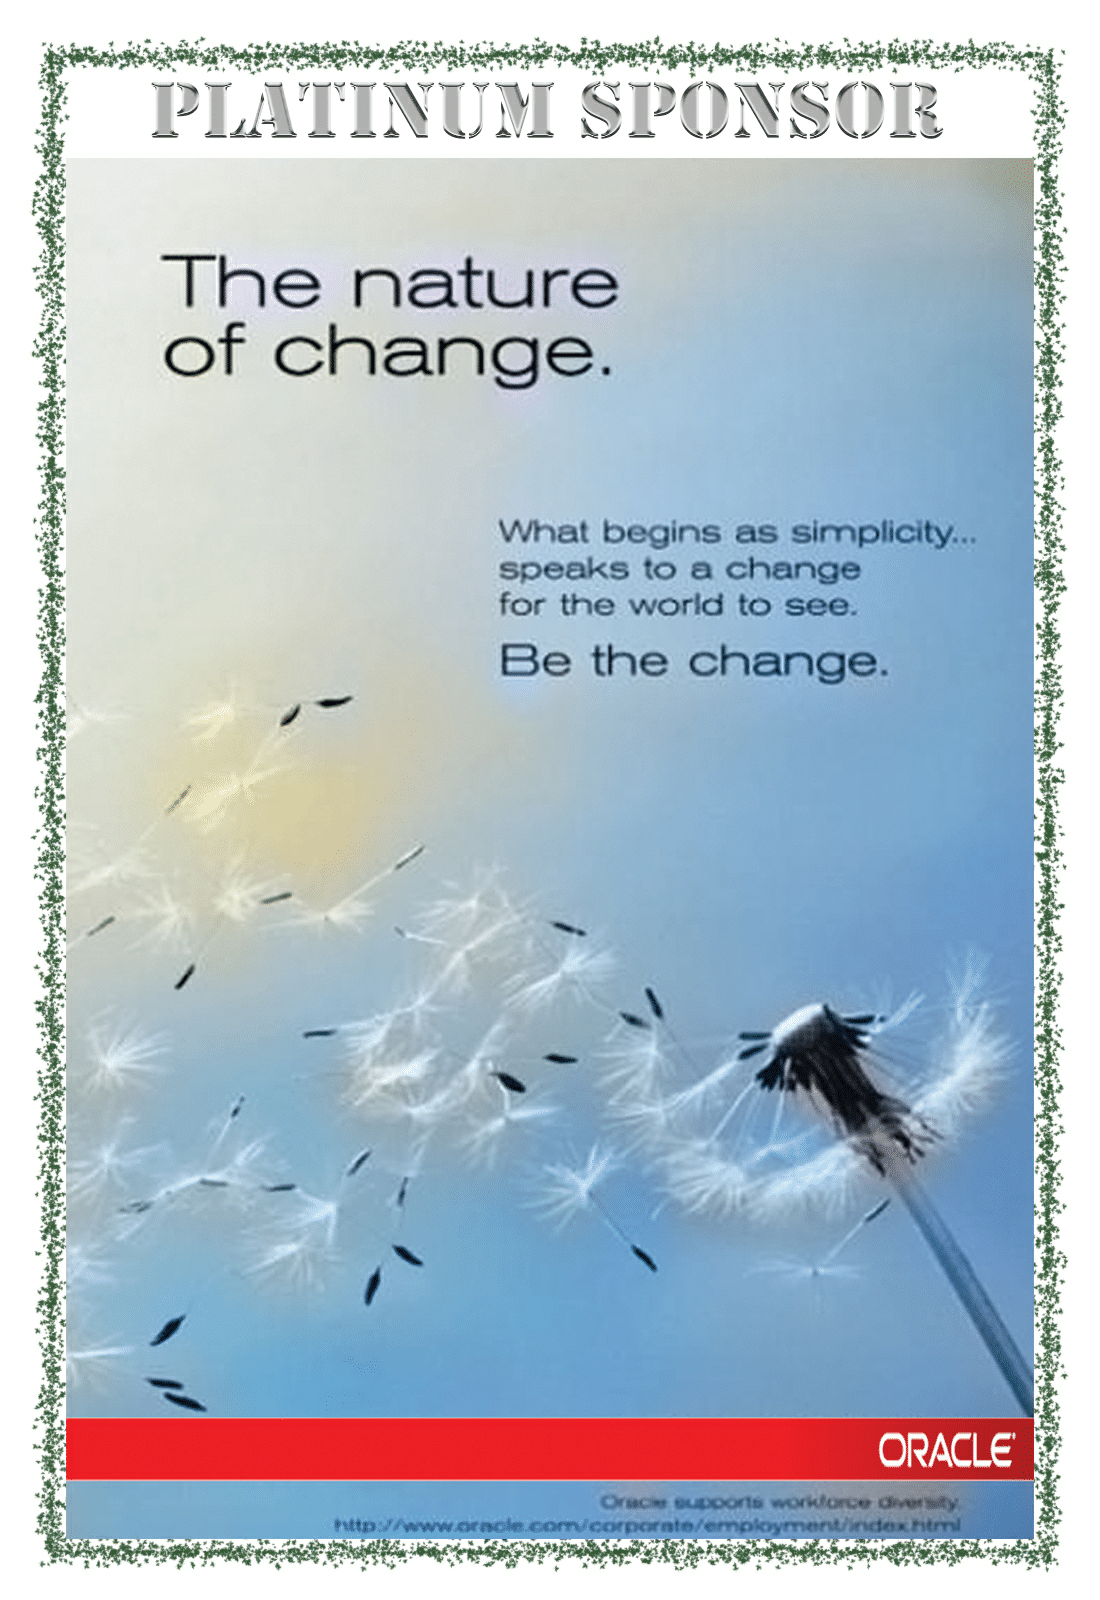 PLATINUM SPONSOR
The nature
of change.
What begins as simplicity...
speaks to a change
for the world to see.
Be the change.
ORACLE®
Oracle supports workforce diversity.
http://www.oracle.com/corporate/employment/index.html